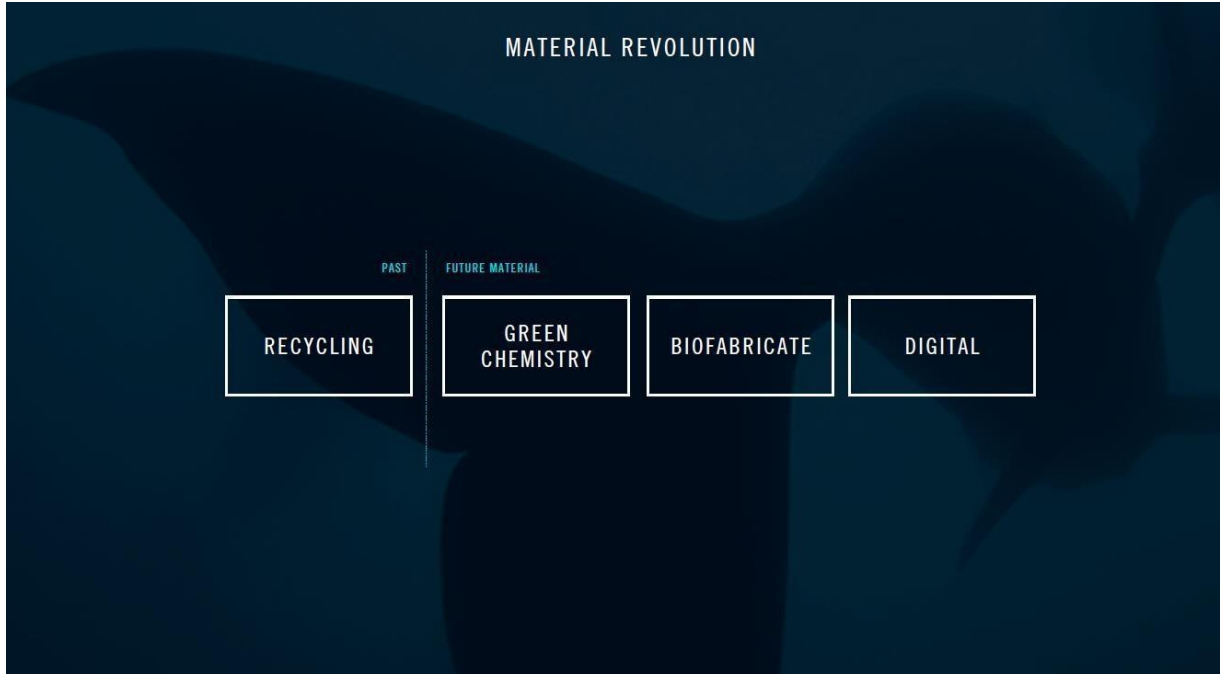 MATERIAL REVOLUTION
PAST
FUTURE MATERIAL
RECYCLING
GREEN
CHEMISTRY
BIOFABRICATE
DIGITAL